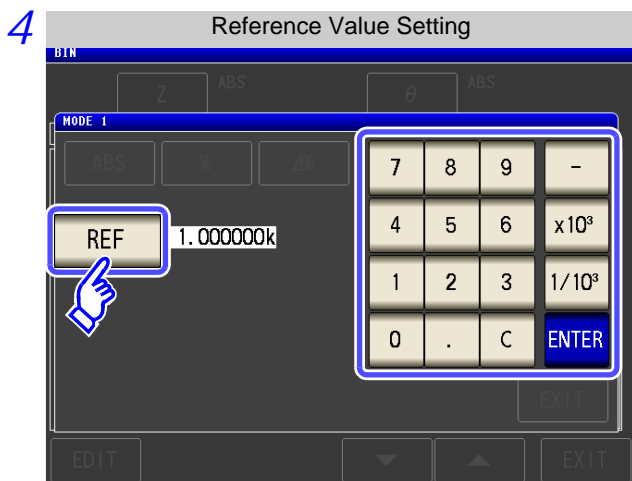 4 Reference Value Setting
BIN
Z ABS θ ABS
MODE 1
ABS % Δ%
7 8 9 -
REF 1.000000k
4 5 6 x10³
1 2 3 1/10³
0 . C ENTER
EXIT
EDIT EXIT